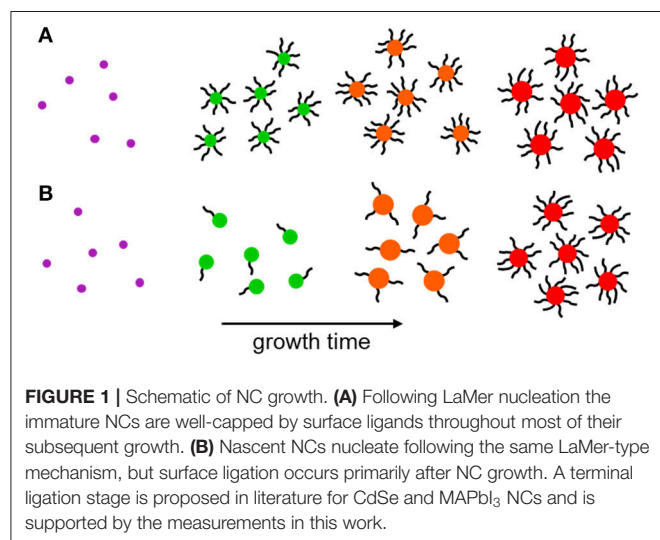 A
B
growth time
FIGURE 1 | Schematic of NC growth. (A) Following LaMer nucleation the
immature NCs are well-capped by surface ligands throughout most of their
subsequent growth. (B) Nascent NCs nucleate following the same LaMer-type
mechanism, but surface ligation occurs primarily after NC growth. A terminal
ligation stage is proposed in literature for CdSe and MAPbI₃ NCs and is
supported by the measurements in this work.